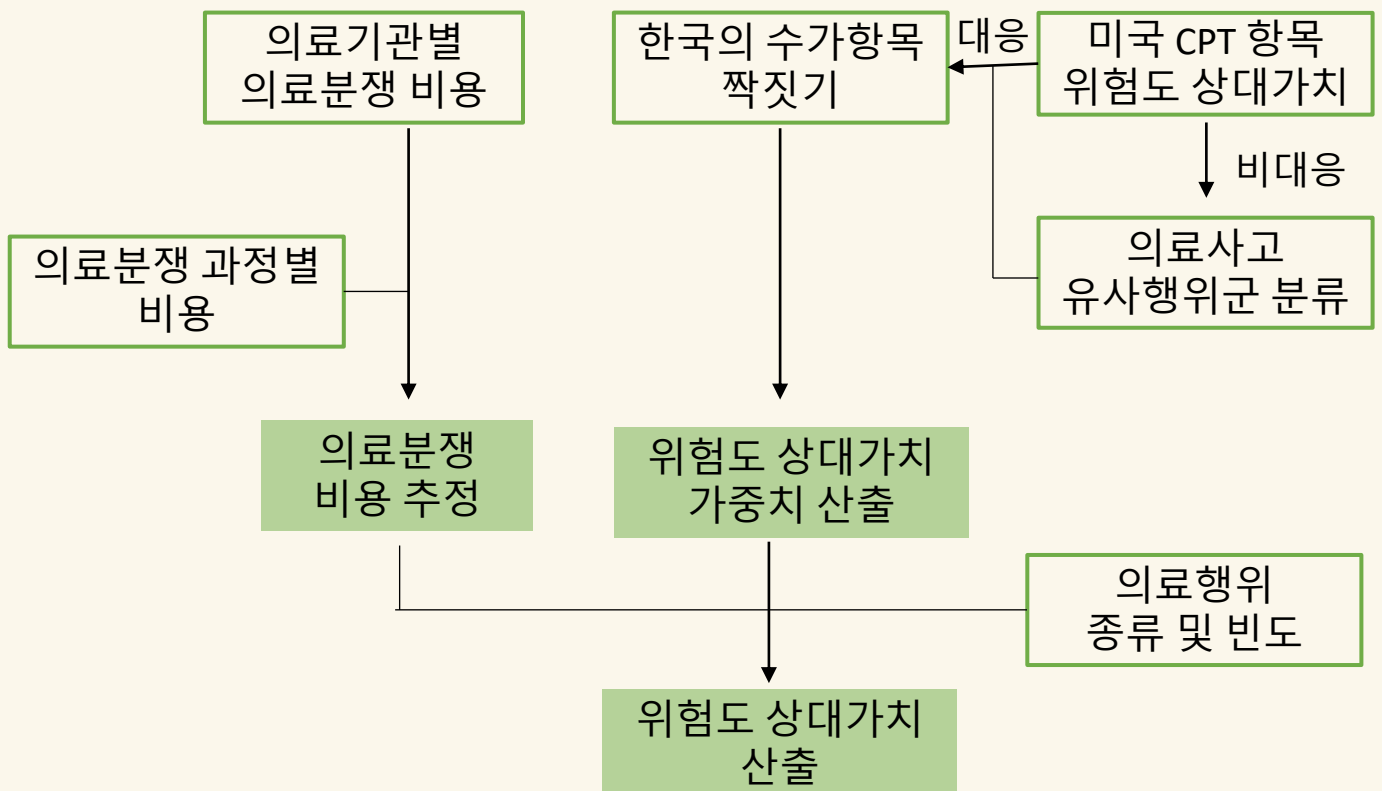 의료기관별
의료분쟁 비용
한국의 수가항목
짝짓기
대응
미국 CPT 항목
위험도 상대가치
비대응
의료분쟁 과정별
비용
의료사고
유사행위군 분류
의료분쟁
비용 추정
위험도 상대가치
가중치 산출
의료행위
종류 및 빈도
위험도 상대가치
산출